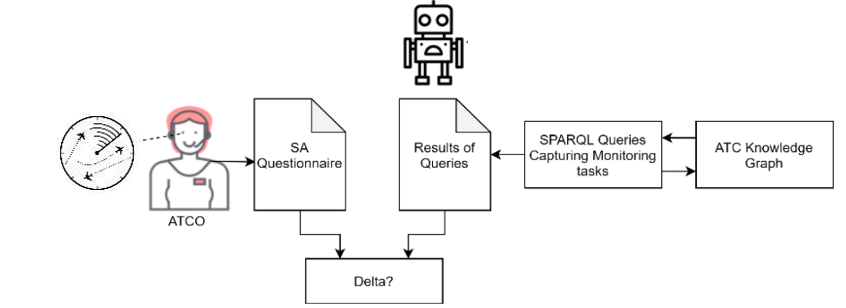 SA
Questionnaire
Results of
Queries
SPARQL Queries
Capturing Monitoring
tasks
ATC Knowledge
Graph
ATCO
Delta?